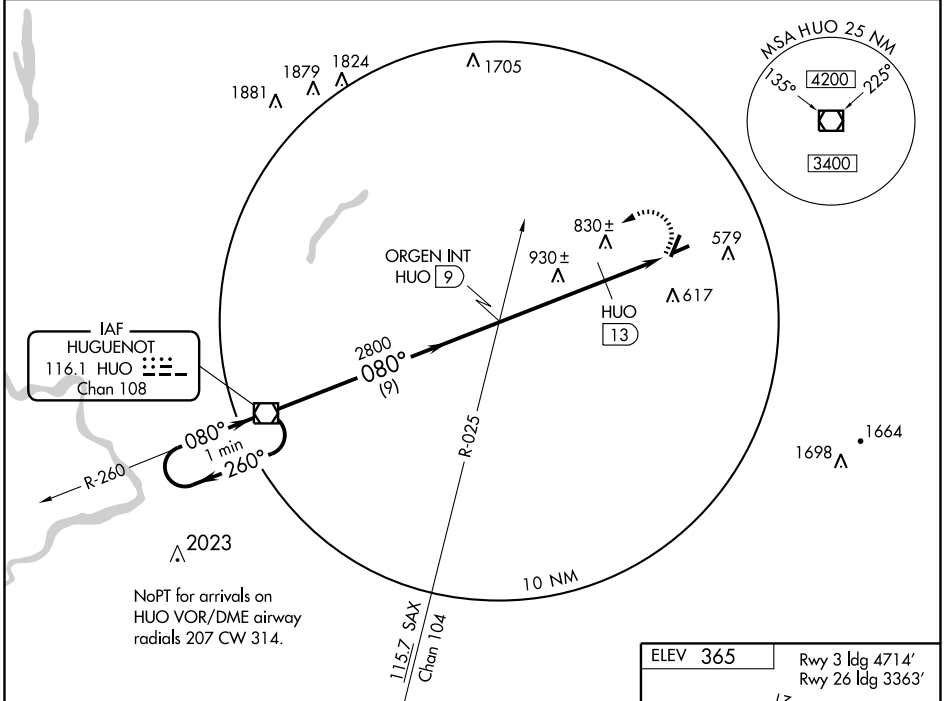 1881
1879
1824
1705
MSA HUO 25 NM
135°
4200
225°
3400
ORGEN INT
HUO 9
930±
830±
579
617
HUO
13
IAF
HUGUENOT
116.1 HUO
Chan 108
2800
080°
(9)
R-025
080°
1 min
260°
R-260
1664
1698
2023
NoPT for arrivals on
HUO VOR/DME airway
radials 207 CW 314.
10 NM
115.7 SAX
Chan 104
ELEV 365
Rwy 3 ldg 4714'
Rwy 26 ldg 3363'